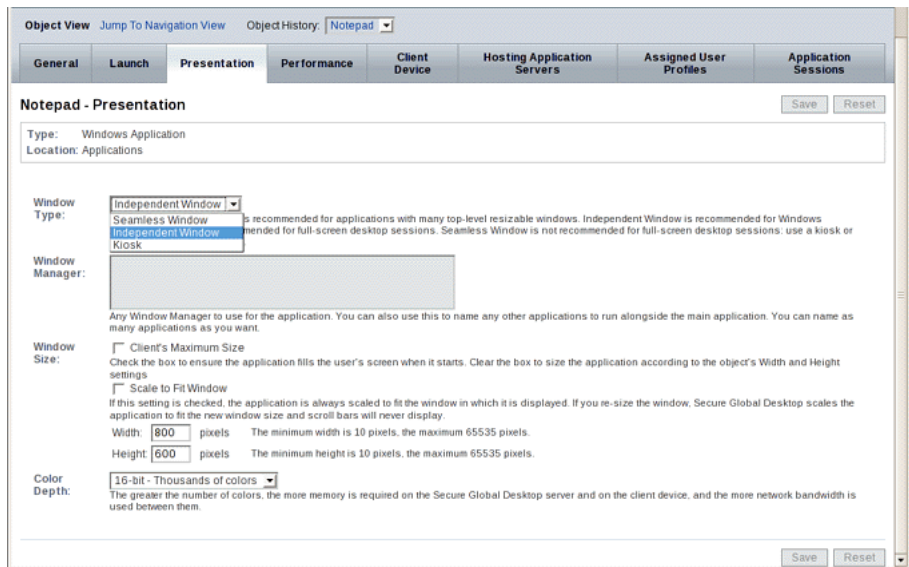 Object View Jump To Navigation View Object History: Notepad
General Launch Presentation Performance Client Device Hosting Application Servers Assigned User Profiles Application Sessions
Notepad - Presentation Save Reset
Type: Windows Application
Location: Applications
Window Type: Independent Window
Seamless Window
Independent Window
Kiosk
s recommended for applications with many top-level resizable windows. Independent Window is recommended for Windows
mended for full-screen desktop sessions. Seamless Window is not recommended for full-screen desktop sessions: use a kiosk or
Window Manager:
Any Window Manager to use for the application. You can also use this to name any other applications to run alongside the main application. You can name as
many applications as you want.
Window Size: Client's Maximum Size
Check the box to ensure the application fills the user's screen when it starts. Clear the box to size the application according to the object's Width and Height
settings
Scale to Fit Window
If this setting is checked, the application is always scaled to fit the window in which it is displayed. If you re-size the window, Secure Global Desktop scales the
application to fit the new window size and scroll bars will never display.
Width: 800 pixels The minimum width is 10 pixels, the maximum 65535 pixels.
Height: 600 pixels The minimum height is 10 pixels, the maximum 65535 pixels.
Color Depth: 16-bit - Thousands of colors
The greater the number of colors, the more memory is required on the Secure Global Desktop server and on the client device, and the more network bandwidth is
used between them.
Save Reset